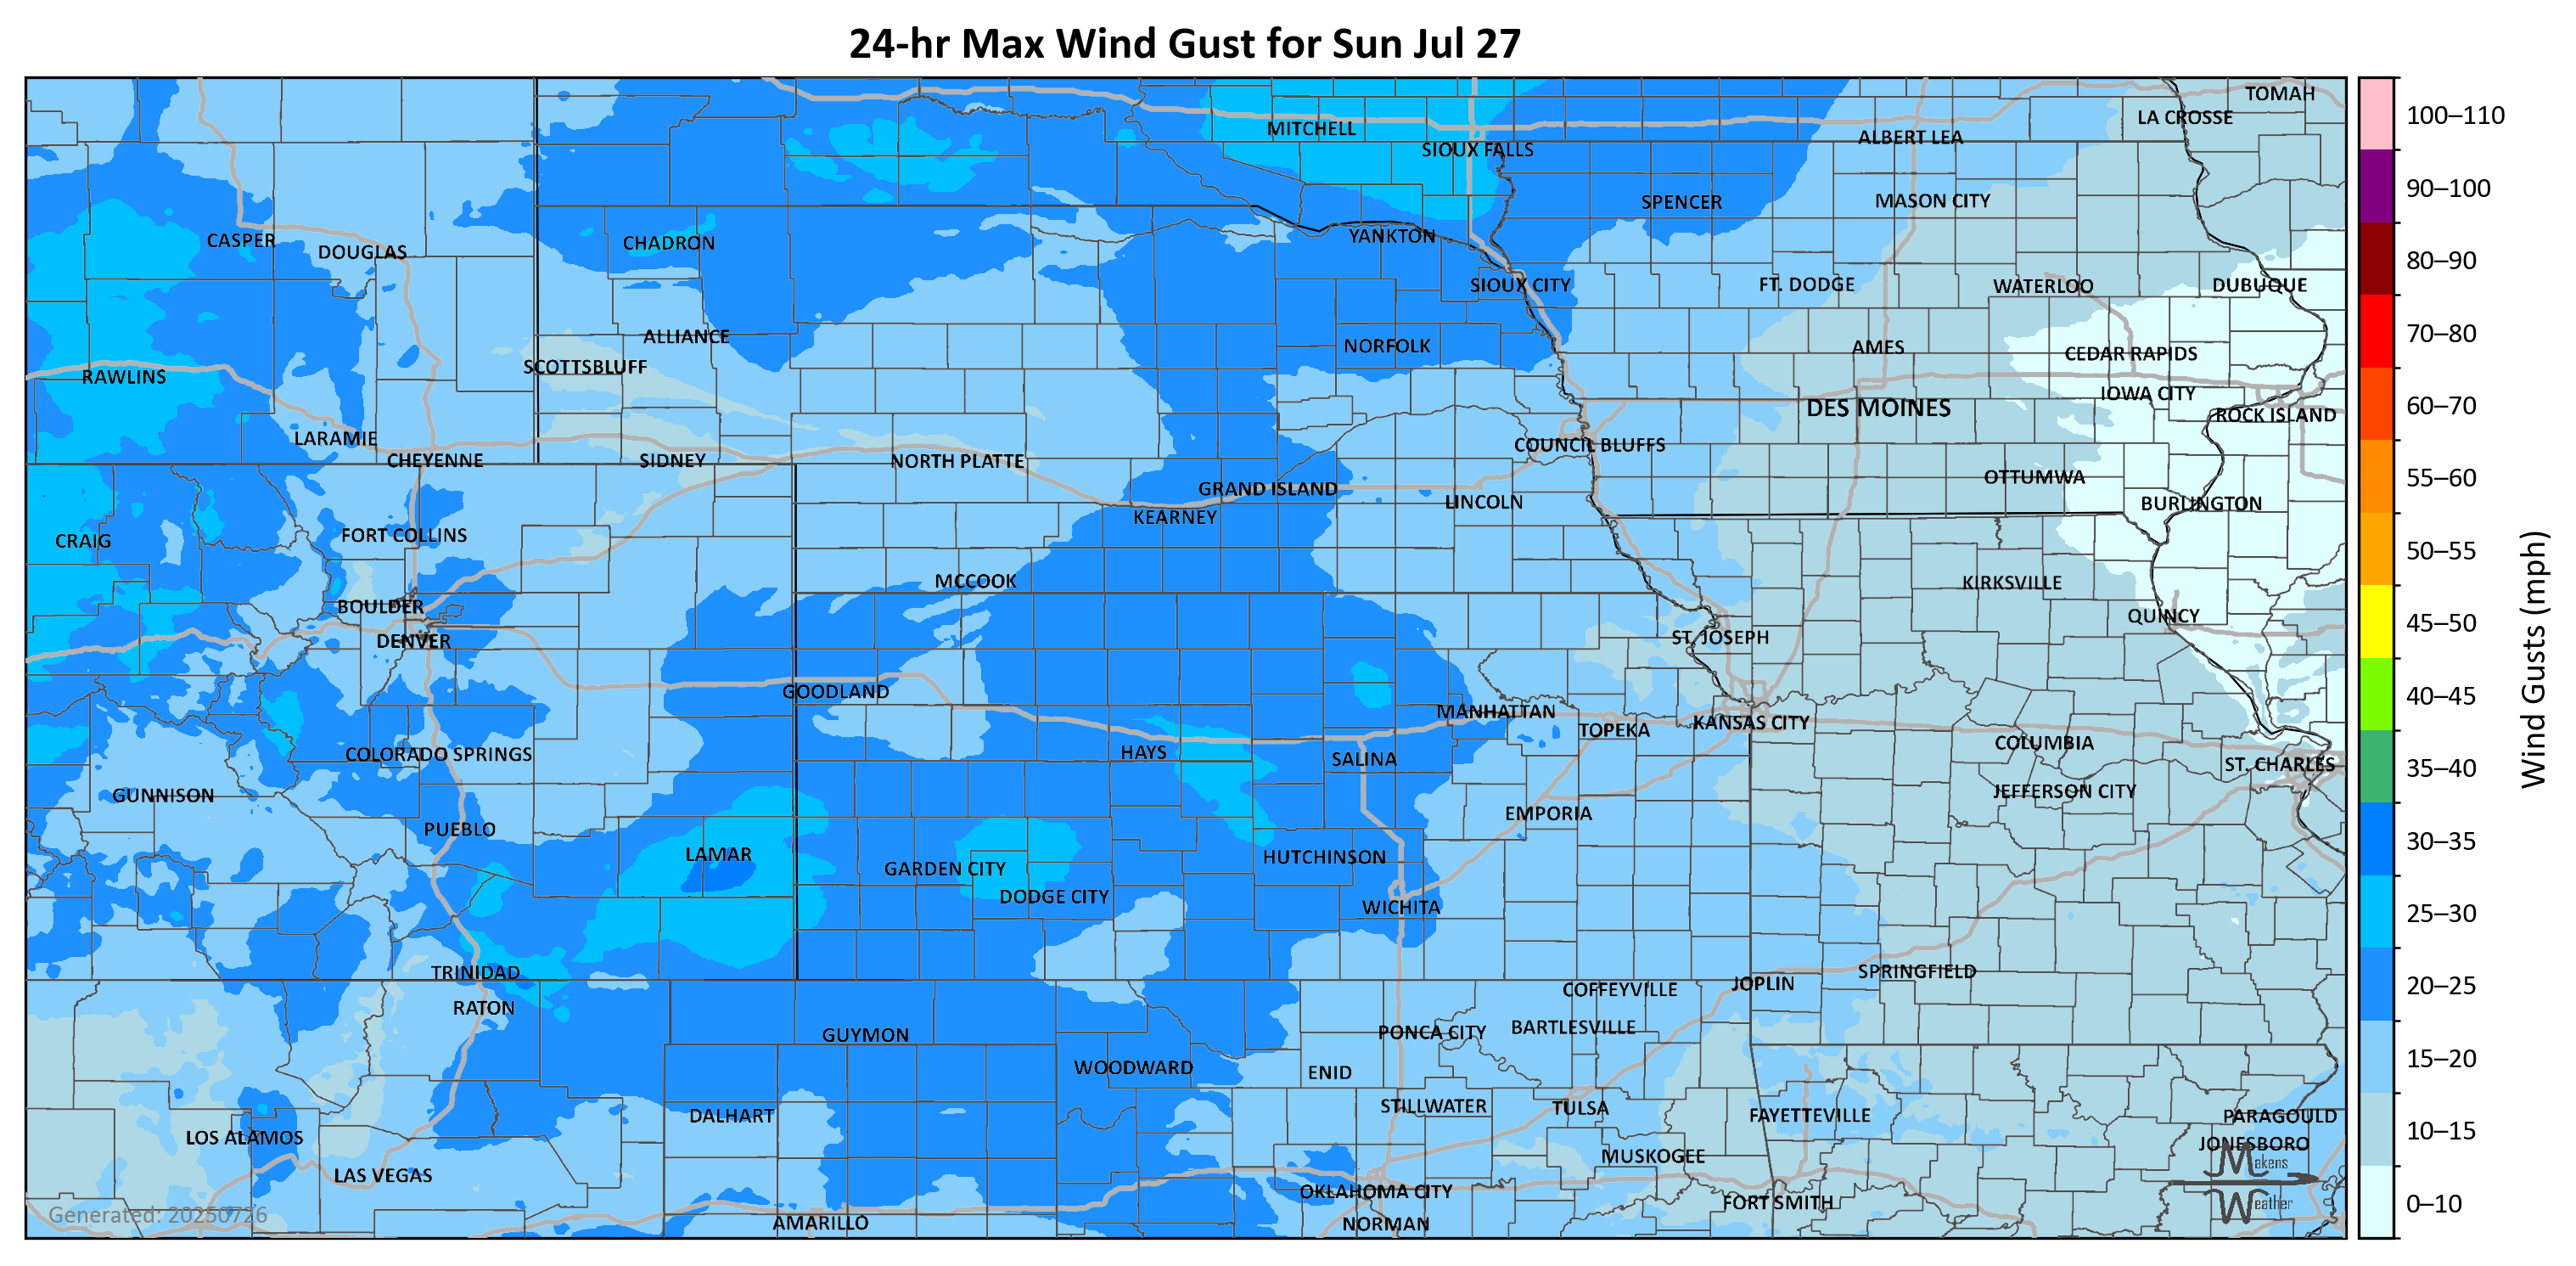 24-hr Max Wind Gust for Sun Jul 27
TOMAH
LA CROSSE
MITCHELL
ALBERT LEA
SIOUX FALLS
SPENCER
MASON CITY
CASPER
DOUGLAS
CHADRON
YANKTON
SIOUX CITY
FT. DODGE
WATERLOO
DUBUQUE
ALLIANCE
NORFOLK
AMES
CEDAR RAPIDS
SCOTTSBLUFF
RAWLINS
IOWA CITY
DES MOINES
ROCK ISLAND
LARAMIE
COUNCIL BLUFFS
CHEYENNE
SIDNEY
NORTH PLATTE
OTTUMWA
GRAND ISLAND
LINCOLN
BURLINGTON
KEARNEY
FORT COLLINS
CRAIG
MCCOOK
KIRKSVILLE
BOULDER
QUINCY
DENVER
ST. JOSEPH
GOODLAND
MANHATTAN
TOPEKA
KANSAS CITY
COLUMBIA
COLORADO SPRINGS
HAYS
SALINA
ST. CHARLES
GUNNISON
JEFFERSON CITY
EMPORIA
PUEBLO
LAMAR
GARDEN CITY
HUTCHINSON
DODGE CITY
WICHITA
TRINIDAD
SPRINGFIELD
JOPLIN
COFFEYVILLE
RATON
GUYMON
PONCA CITY
BARTLESVILLE
WOODWARD
ENID
DALHART
STILLWATER
TULSA
FAYETTEVILLE
PARAGOULD
LOS ALAMOS
JONESBORO
MUSKOGEE
LAS VEGAS
OKLAHOMA CITY
FORT SMITH
AMARILLO
NORMAN
Makens
Weather
Generated: 20250726
100–110
90–100
80–90
70–80
60–70
55–60
50–55
45–50
40–45
35–40
30–35
25–30
20–25
15–20
10–15
0–10
Wind Gusts (mph)